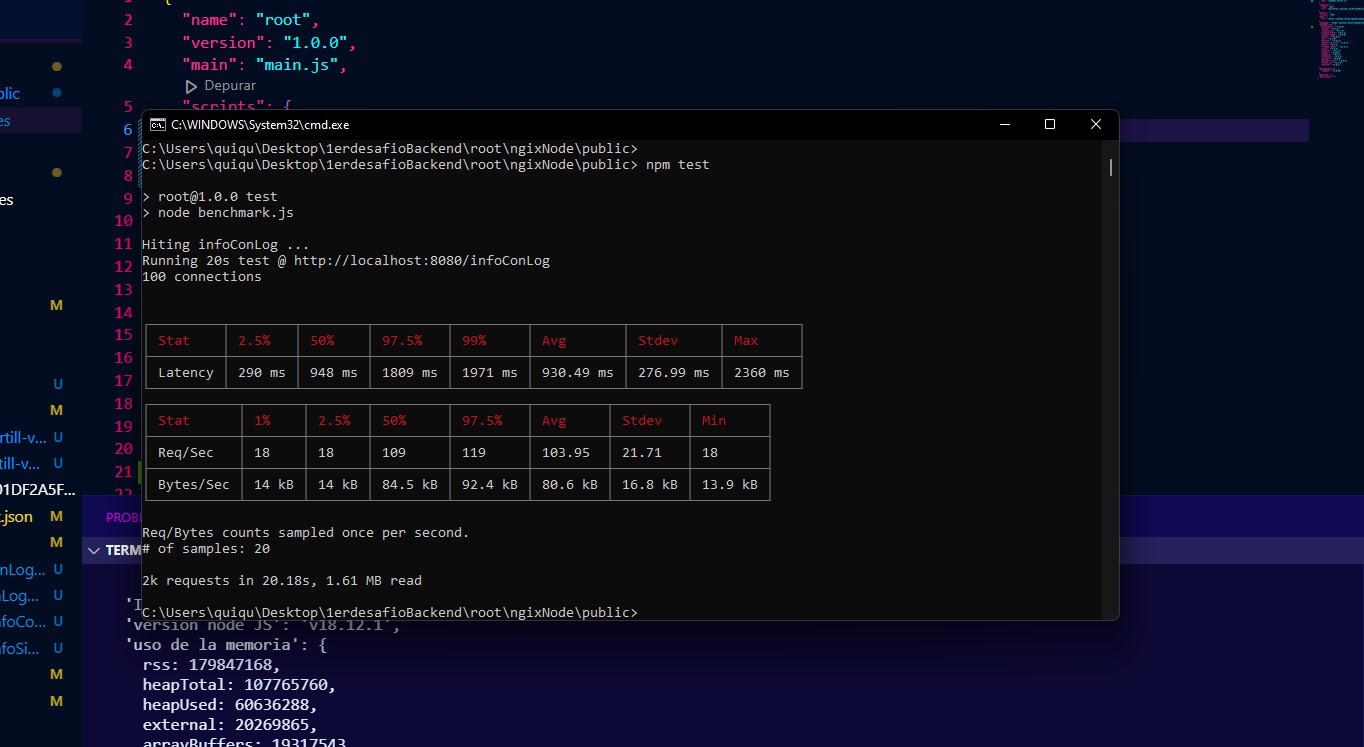 1 {
2 "name": "root",
3 "version": "1.0.0",
4 "main": "main.js",
Depurar
5 "scripts": {
6
7
8
9
10
11
12
13
14
15
16
17
18
19
20
21
22
es
M
U
M
U
U
01DF2A5F...
.json M
M
nLog... U
Log... U
nfoCo... U
foSi... U
M
M
C:\WINDOWS\System32\cmd.exe
C:\Users\quiqu\Desktop\1erdesafioBackend\root\ngixNode\public>
C:\Users\quiqu\Desktop\1erdesafioBackend\root\ngixNode\public> npm test
> root@1.0.0 test
> node benchmark.js
Hiting infoConLog ...
Running 20s test @ http://localhost:8080/infoConLog
100 connections
Stat 2.5% 50% 97.5% 99% Avg Stdev Max
Latency 290 ms 948 ms 1809 ms 1971 ms 930.49 ms 276.99 ms 2360 ms
Stat 1% 2.5% 50% 97.5% Avg Stdev Min
Req/Sec 18 18 109 119 103.95 21.71 18
Bytes/Sec 14 kB 14 kB 84.5 kB 92.4 kB 80.6 kB 16.8 kB 13.9 kB
Req/Bytes counts sampled once per second.
# of samples: 20
2k requests in 20.18s, 1.61 MB read
C:\Users\quiqu\Desktop\1erdesafioBackend\root\ngixNode\public>
PROB
TERM
'version node JS': 'v18.12.1',
'uso de la memoria': {
rss: 179847168,
heapTotal: 107765760,
heapUsed: 60636288,
external: 20269865,
arrayBuffers: 19317543